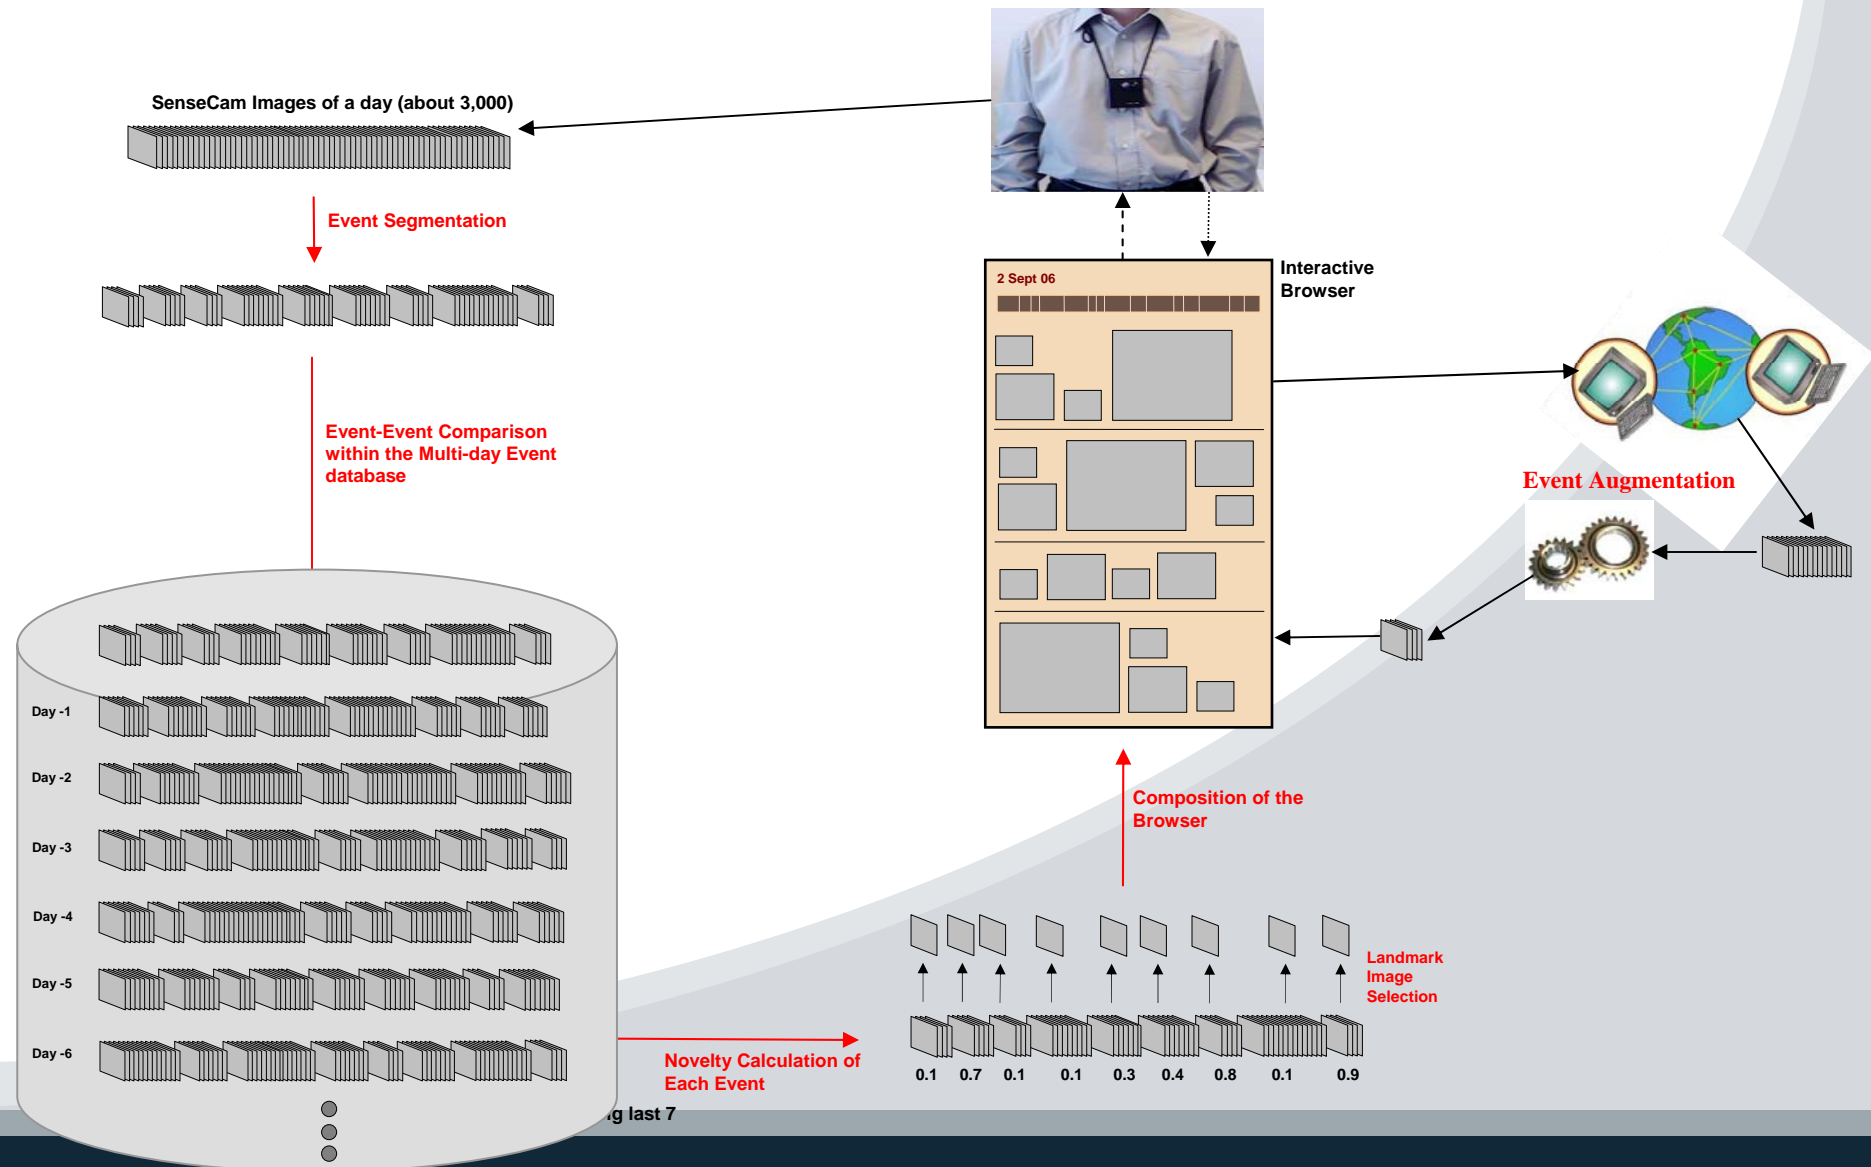 SenseCam Images of a day (about 3,000)
Event Segmentation
Event-Event Comparison
within the Multi-day Event
database
Day -1
Day -2
Day -3
Day -4
Day -5
Day -6
last 7
Novelty Calculation of
Each Event
0.1 0.7 0.1 0.1 0.3 0.4 0.8 0.1 0.9
Landmark
Image
Selection
Composition of the
Browser
2 Sept 06
Interactive
Browser
Event Augmentation